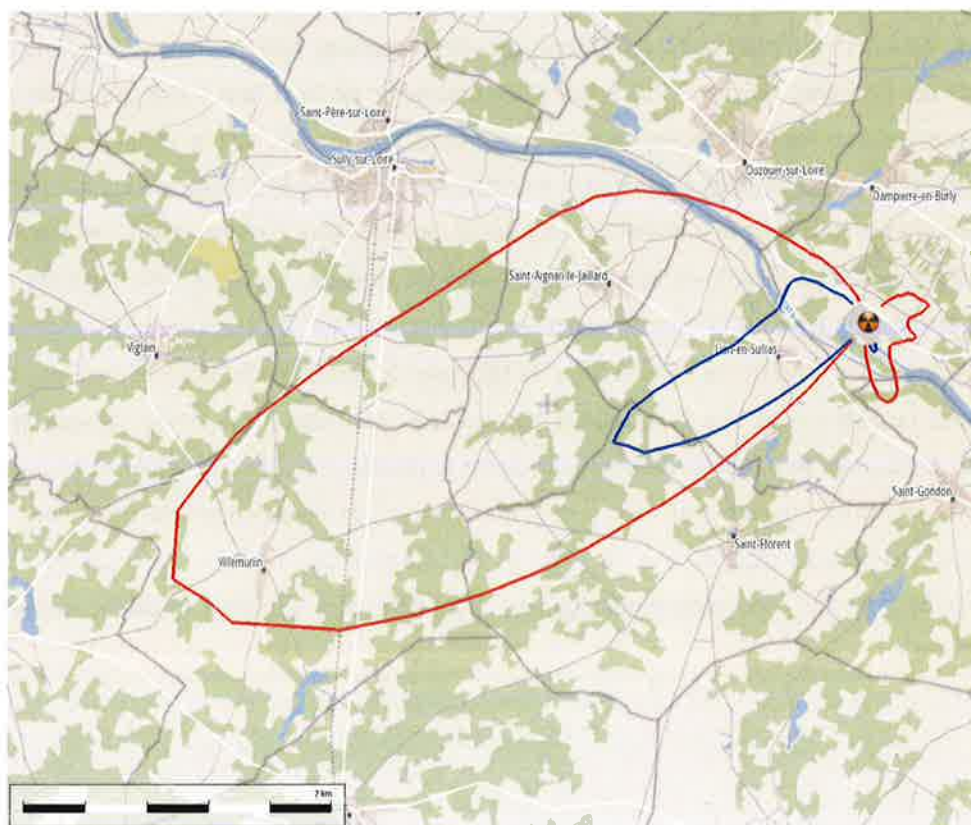 Saint-Père-sur-Loire
Sully-sur-Loire
Ouzouer-sur-Loire
Dampierre-en-Burly
Saint-Aignan-le-Jaillard
Viglain
Lion-en-Sullias
Saint-Gondon
Saint-Florent
Villemurlin
7 km